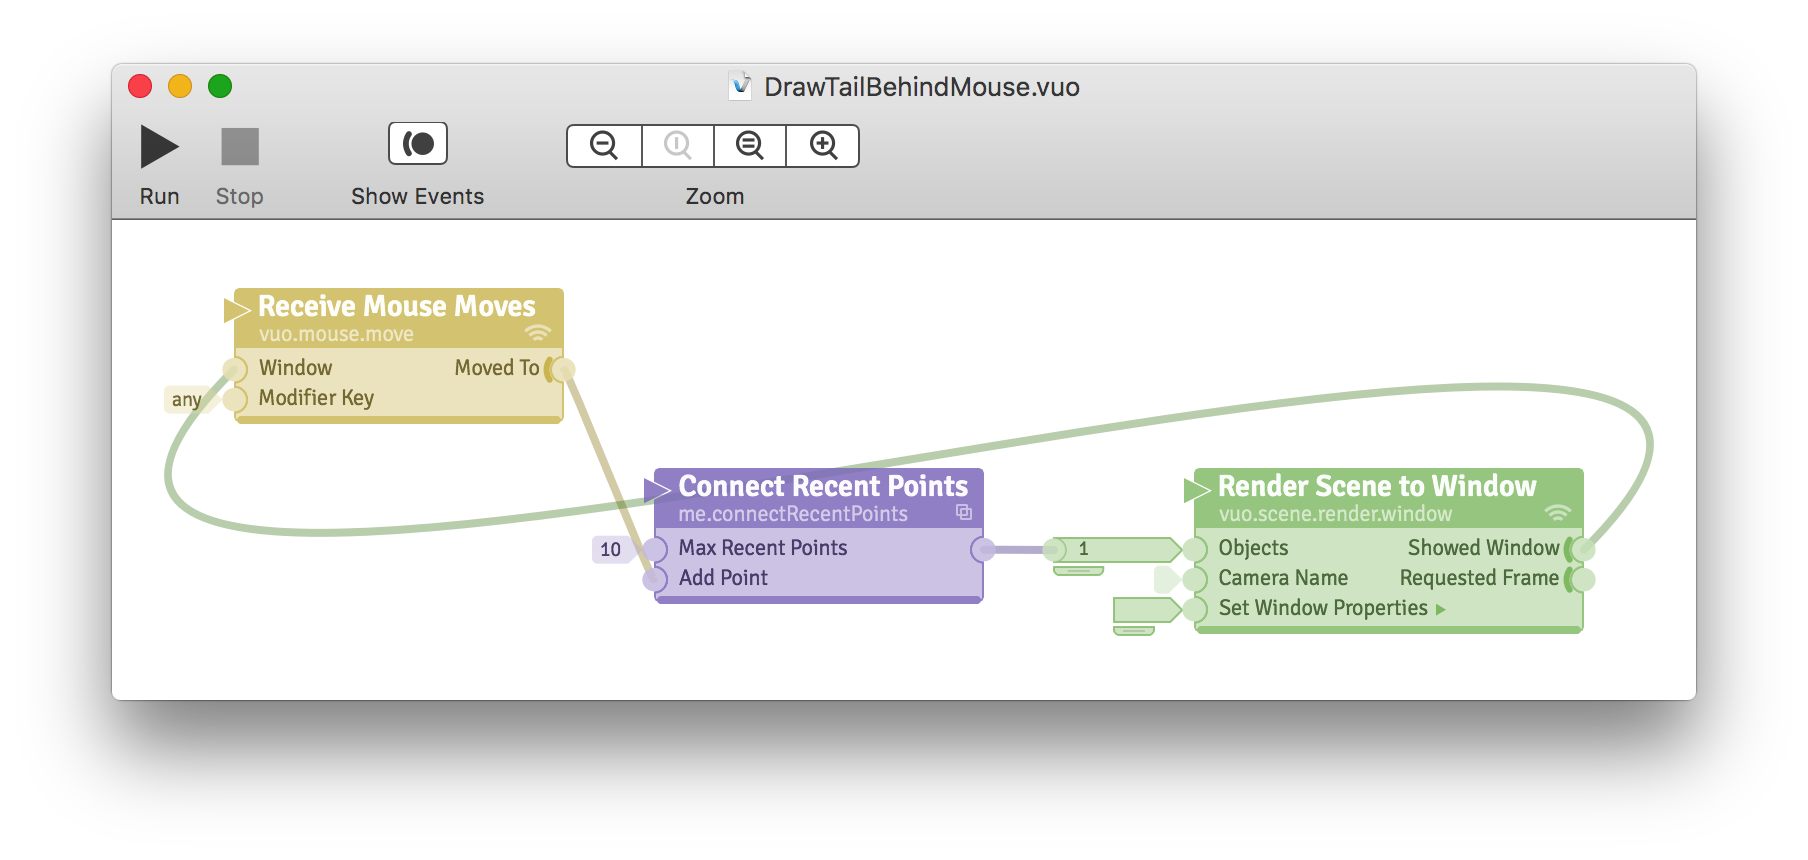 DrawTailBehindMouse.vuo
Run
Stop
Show Events
Zoom
Receive Mouse Moves
vuo.mouse.move
Window
Moved To
any
Modifier Key
Connect Recent Points
me.connectRecentPoints
10
Max Recent Points
Add Point
Render Scene to Window
vuo.scene.render.window
1
Objects
Showed Window
Camera Name
Requested Frame
Set Window Properties